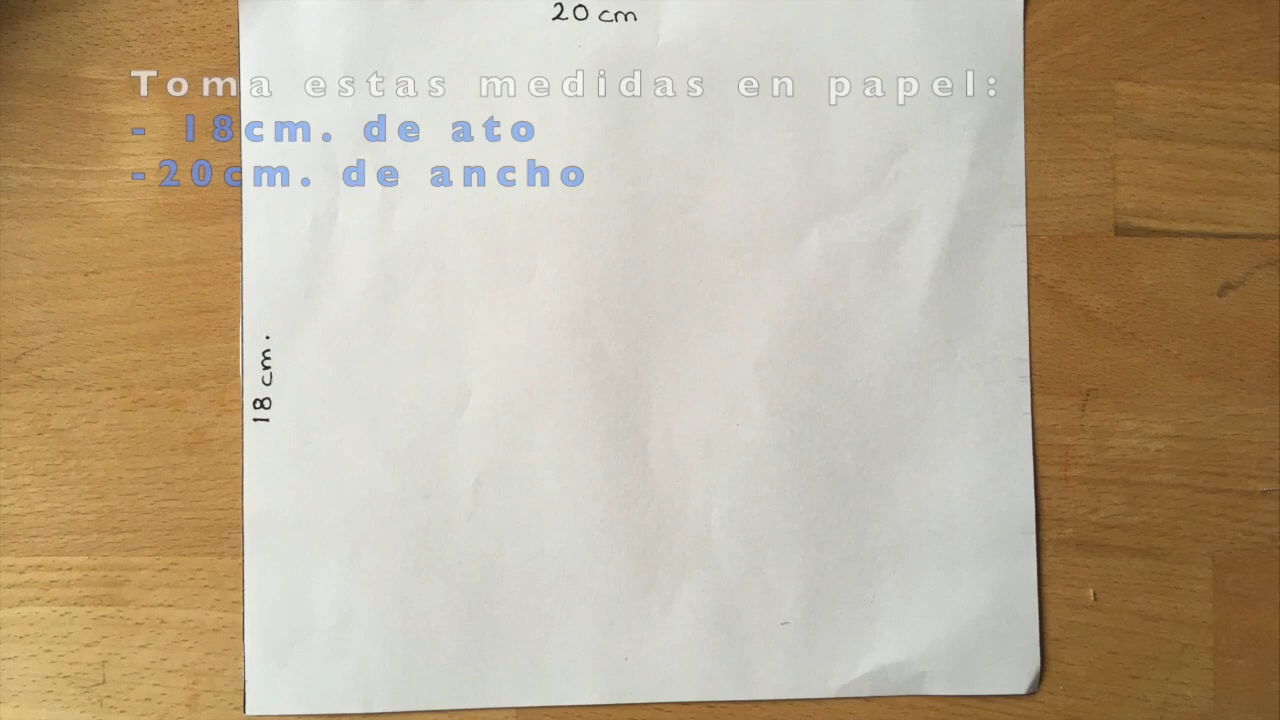 20 cm
Toma estas medidas en papel:
- 18cm. de ato
-20cm. de ancho
18 cm.